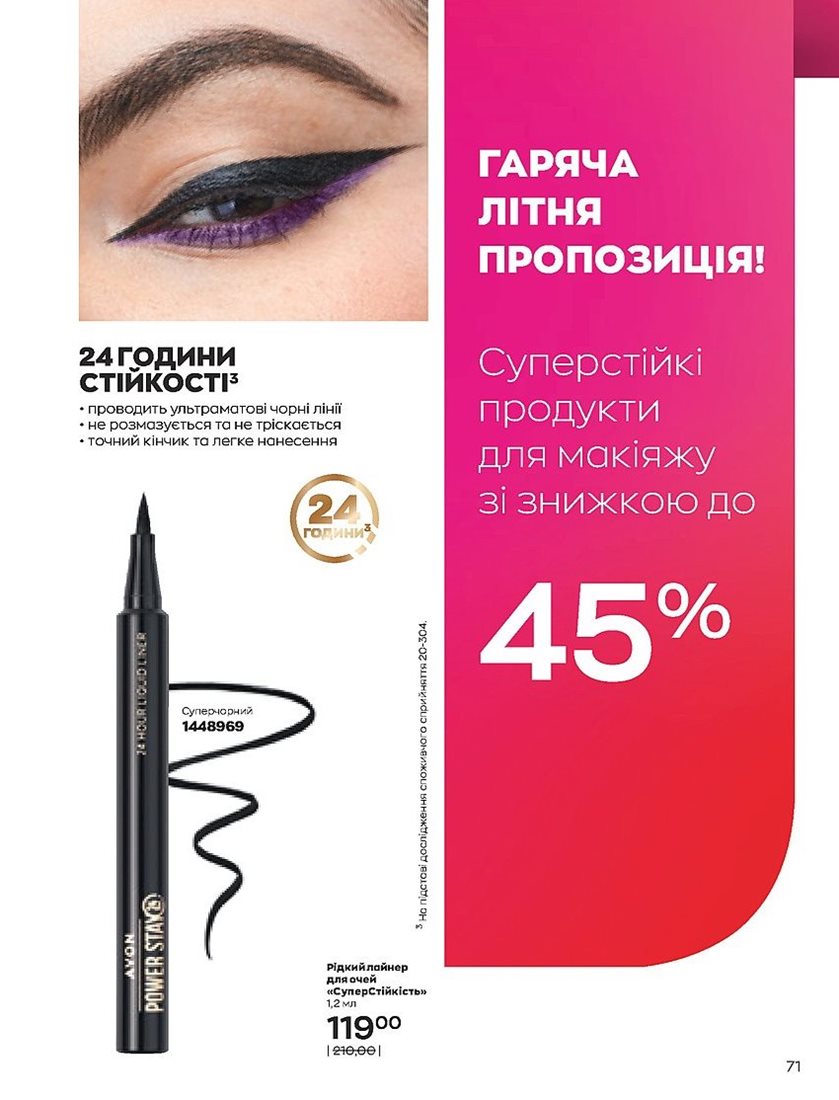 24 ГОДИНИ
СТІЙКОСТІ³
• проводить ультраматові чорні лінії
• не розмазується та не тріскається
• точний кінчик та легке нанесення
24
ГОДИНИ³
24 HOUR LIQUID LINER
AVON
POWER STAY 24
Суперчорний
1448969
³ На підставі дослідження споживчого сприйняття 20-304.
Рідкий лайнер
для очей
«СуперСтійкість»
1,2 мл
119⁰⁰
|210,00|
ГАРЯЧА
ЛІТНЯ
ПРОПОЗИЦІЯ!
Суперстійкі
продукти
для макіяжу
зі знижкою до
45%
71